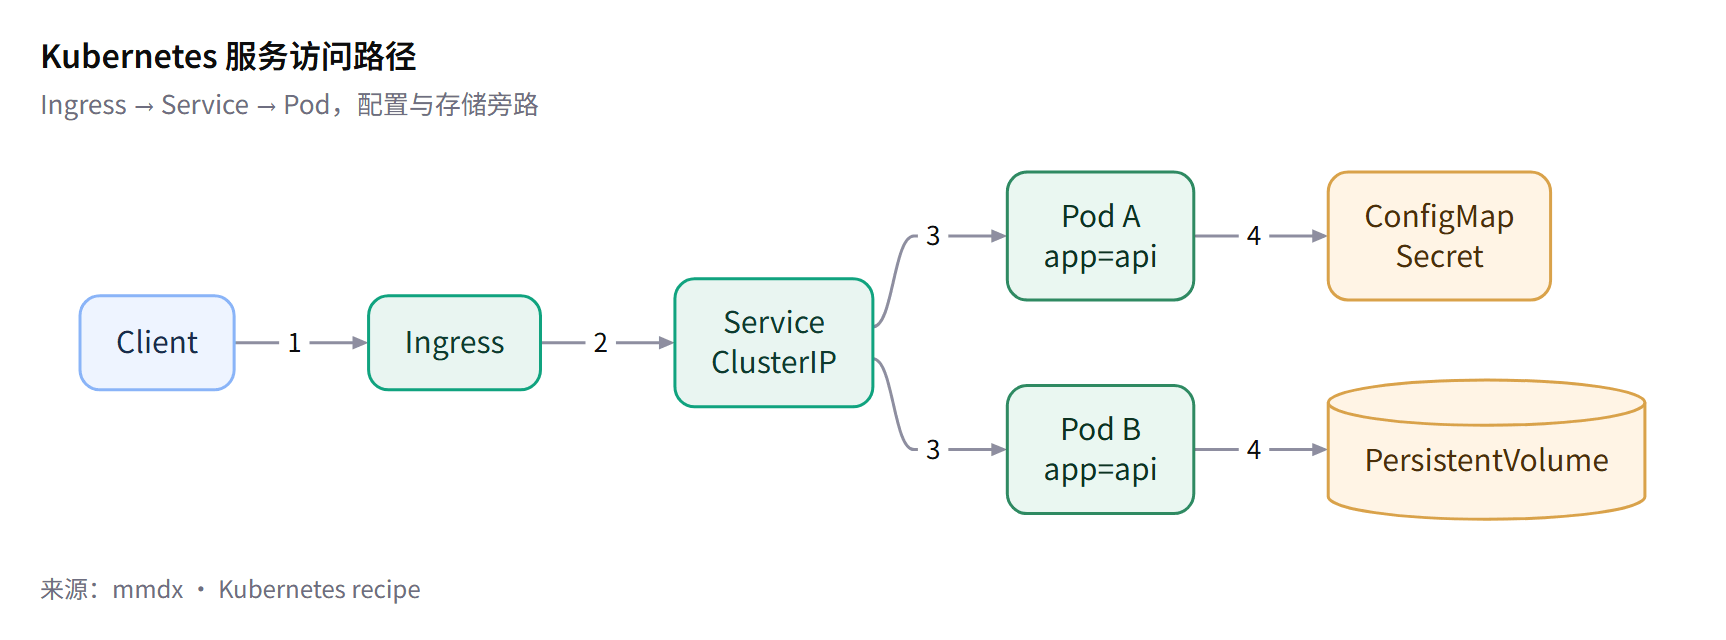 Kubernetes 服务访问路径
Ingress → Service → Pod，配置与存储旁路
Client
1
Ingress
2
Service
ClusterIP
3
Pod A
app=api
4
ConfigMap
Secret
3
Pod B
app=api
4
PersistentVolume
来源：mmdx · Kubernetes recipe